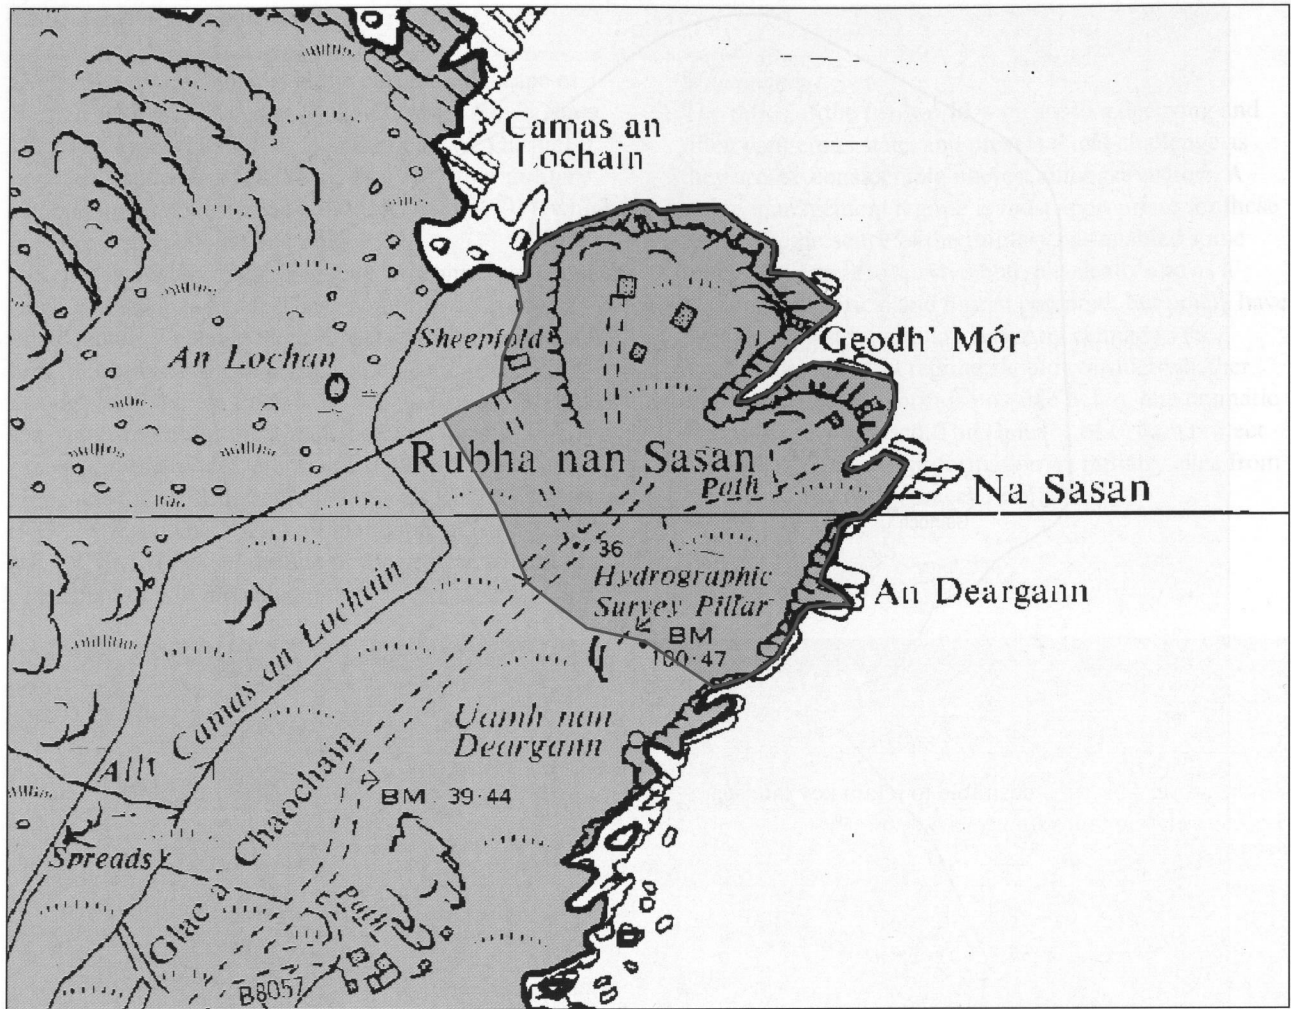 Camas an
Lochain
Sheepfold
An Lochan
Geodh' Mór
Rubha nan Sasan
Path
Na Sasan
36
Hydrographic
Survey Pillar
BM
100·47
An Deargann
Allt Camas an Lochain
Uamh nan
Deargann
BM 39·44
Spreads
Glac a' Chaochain
Path
B8057